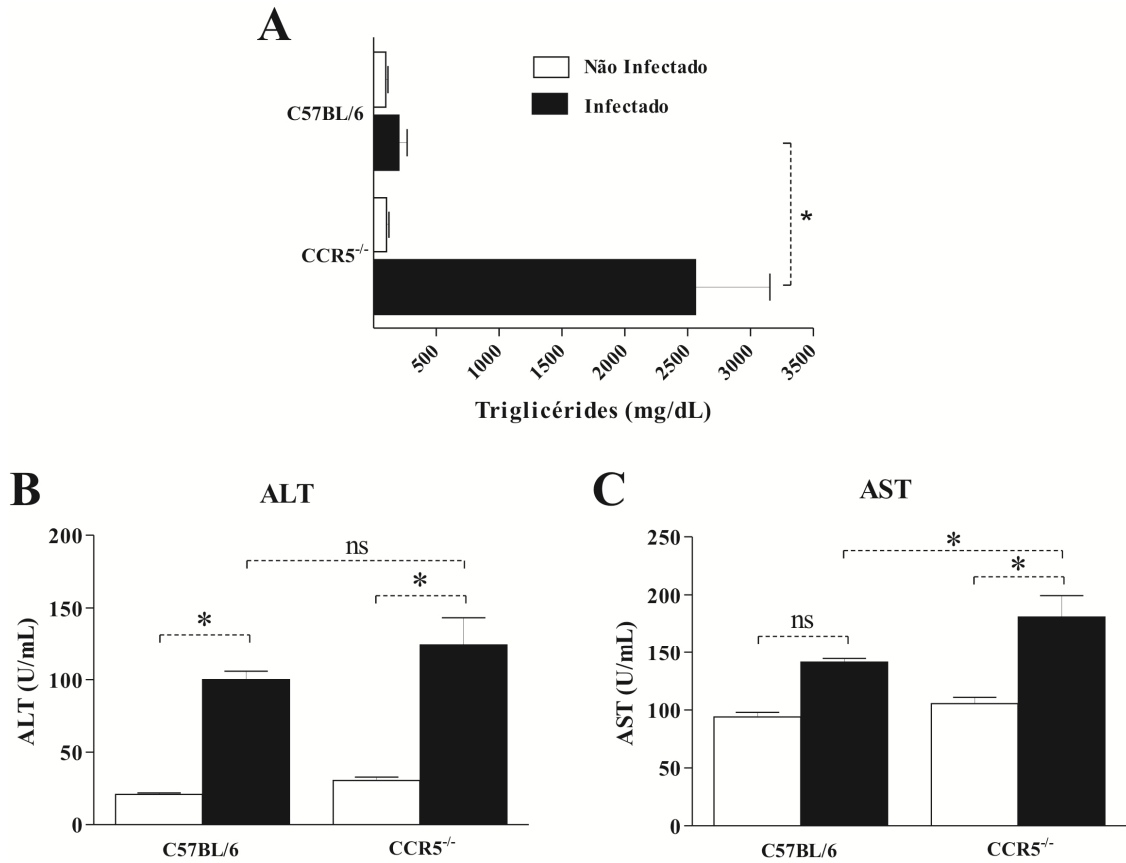 A
Não Infectado
Infectado
C57BL/6
CCR5-/-
*
500 1000 1500 2000 2500 3000 3500
Triglicérides (mg/dL)
B
ALT
200
150
100
50
0
ALT (U/mL)
ns
*
*
C57BL/6 CCR5-/-
C
AST
250
200
150
100
50
0
AST (U/mL)
*
*
ns
C57BL/6 CCR5-/-